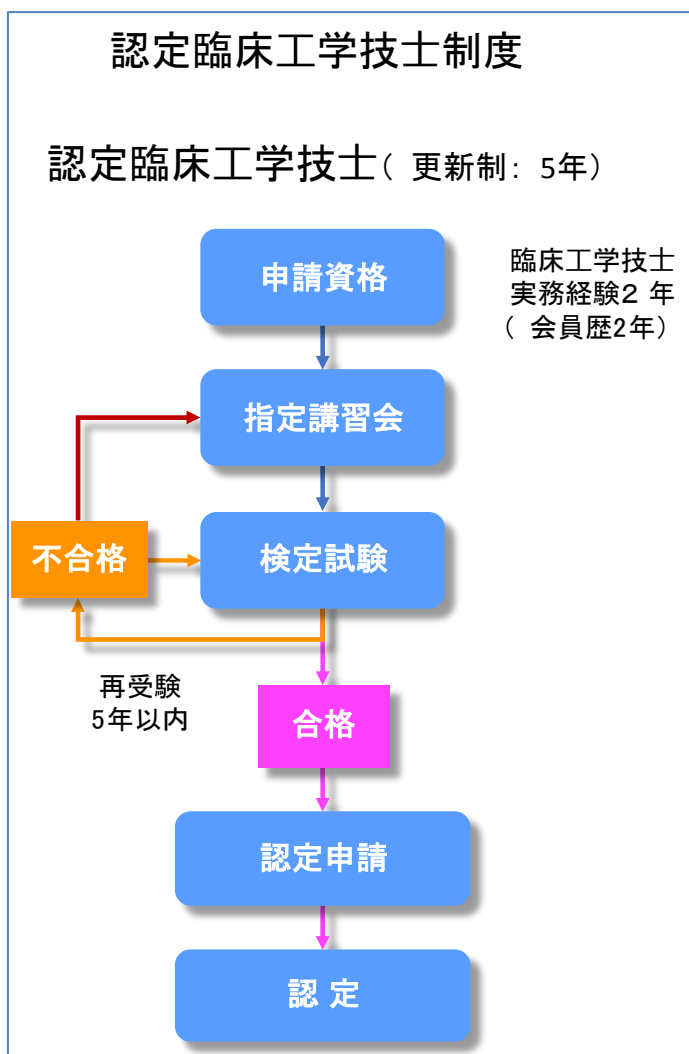 認定臨床工学技士制度
認定臨床工学技士( 更新制: 5年)
申請資格
臨床工学技士
実務経験２ 年
( 会員歴2年)
指定講習会
不合格
検定試験
再受験
5年以内
合格
認定申請
認 定